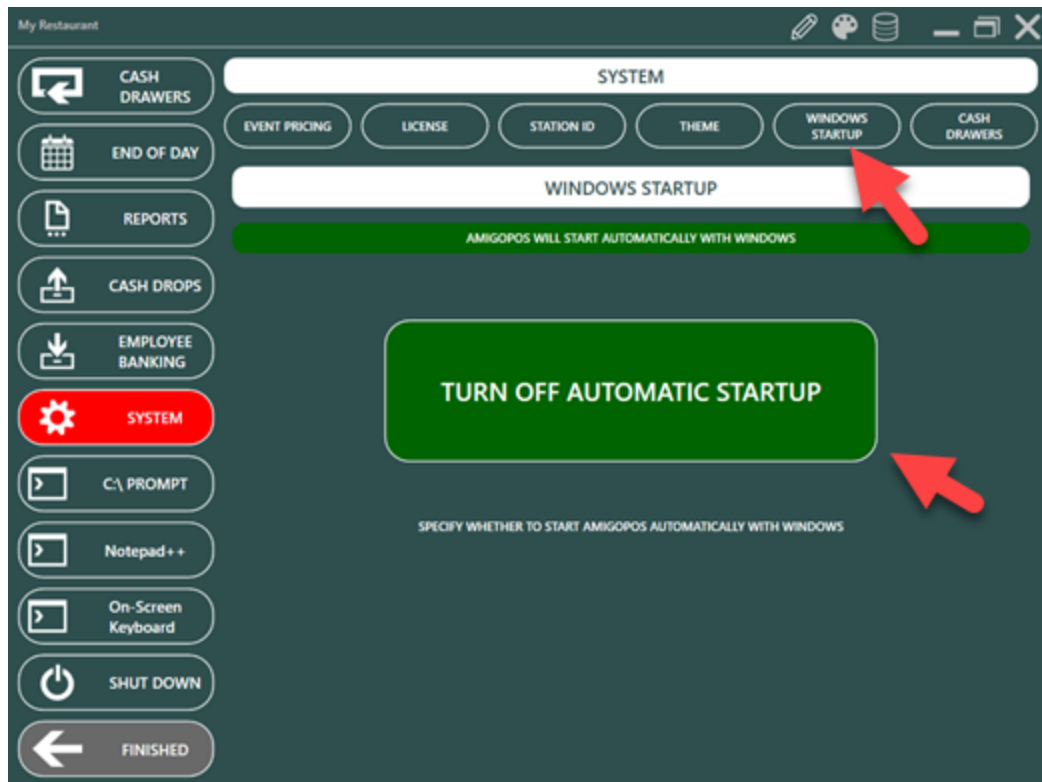 My Restaurant
CASH
DRAWERS
END OF DAY
REPORTS
CASH DROPS
EMPLOYEE
BANKING
SYSTEM
C:\ PROMPT
Notepad++
On-Screen
Keyboard
SHUT DOWN
FINISHED
SYSTEM
EVENT PRICING
LICENSE
STATION ID
THEME
WINDOWS
STARTUP
CASH
DRAWERS
WINDOWS STARTUP
AMIGOPOS WILL START AUTOMATICALLY WITH WINDOWS
TURN OFF AUTOMATIC STARTUP
SPECIFY WHETHER TO START AMIGOPOS AUTOMATICALLY WITH WINDOWS